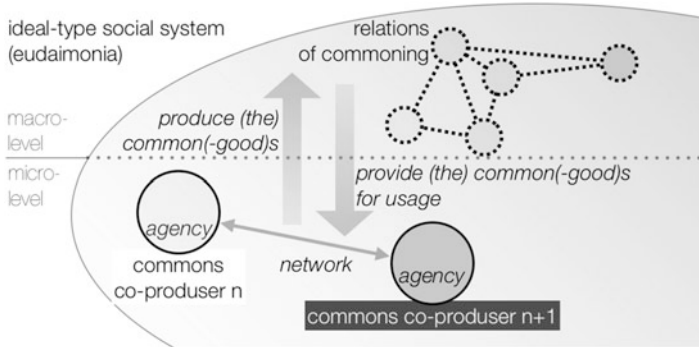 ideal-type social system
(eudaimonia)
relations
of commoning
macro-
level
produce (the)
common(-good)s
micro-
level
provide (the) common(-good)s
for usage
agency
commons
co-produser n
network
agency
commons co-produser n+1